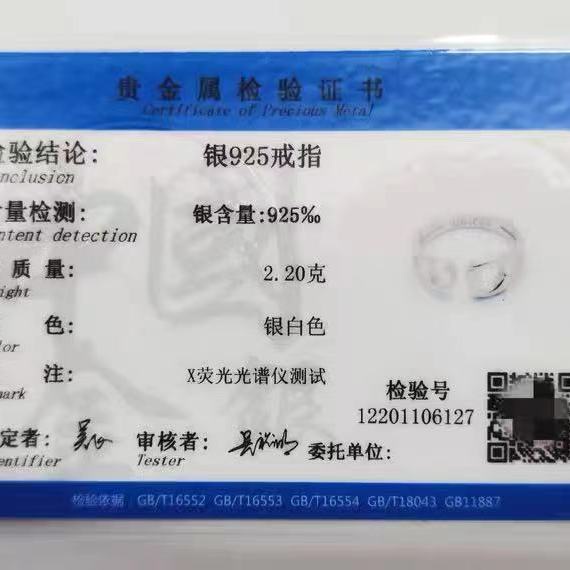 贵金属检验证书
Certificate of Precious Metal
验结论: 银925戒指
nclusion
量检测: 银含量:925‰
ntent detection
质量: 2.20克
ight
色: 银白色
lor
注: X荧光光谱仪测试
mark
检验号
12201106127
定者: 审核者: 委托单位:
entifier Tester
检验依据 GB/T16552 GB/T16553 GB/T16554 GB/T18043 GB11887